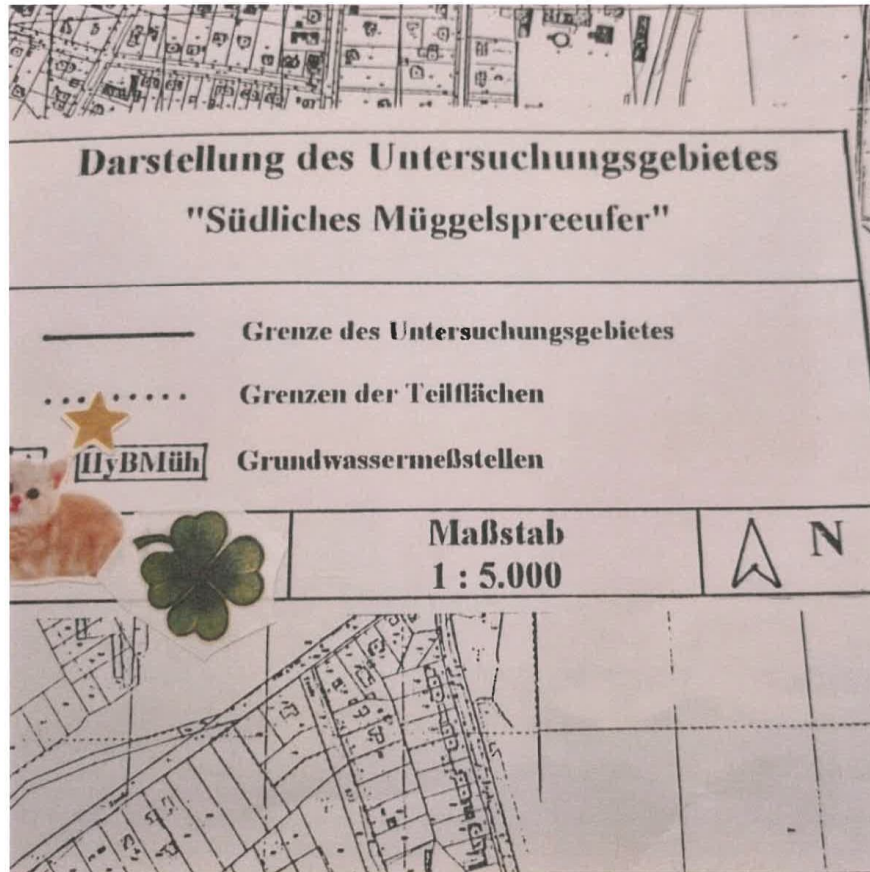 Darstellung des Untersuchungsgebietes
"Südliches Müggelspreeufer"
Grenze des Untersuchungsgebietes
Grenzen der Teilflächen
HyBMüh Grundwassermeßstellen
Maßstab
1 : 5.000
N